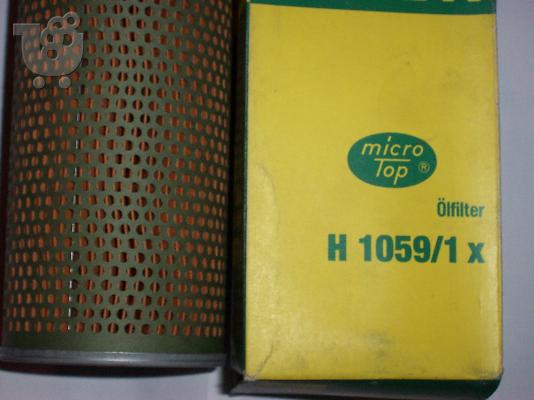 micro
Top ®
Ölfilter
H 1059/1 x